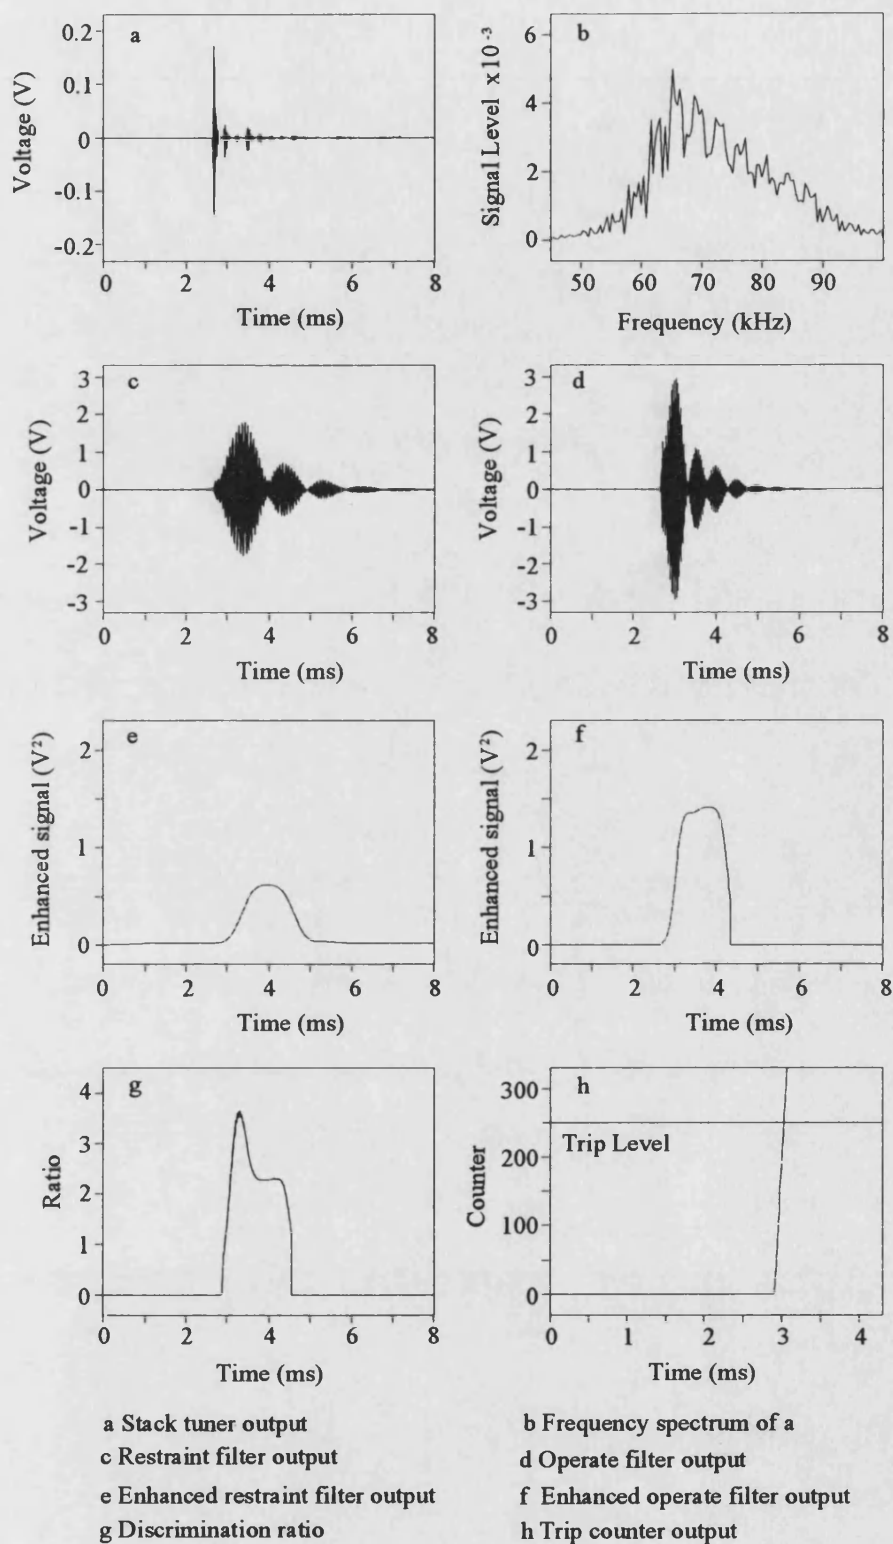 a
b
0.2
0.1
0
-0.1
-0.2
Voltage (V)
0 2 4 6 8
Time (ms)
6
4
2
0
Signal Level x10⁻³
50 60 70 80 90
Frequency (kHz)
c
d
3
2
1
0
-1
-2
-3
Voltage (V)
0 2 4 6 8
Time (ms)
3
2
1
0
-1
-2
-3
Voltage (V)
0 2 4 6 8
Time (ms)
e
f
2
1
0
Enhanced signal (V²)
0 2 4 6 8
Time (ms)
2
1
0
Enhanced signal (V²)
0 2 4 6 8
Time (ms)
g
h
4
3
2
1
0
Ratio
0 2 4 6 8
Time (ms)
300
200
100
0
Counter
Trip Level
0 1 2 3 4
Time (ms)
a Stack tuner output
b Frequency spectrum of a
c Restraint filter output
d Operate filter output
e Enhanced restraint filter output
f Enhanced operate filter output
g Discrimination ratio
h Trip counter output